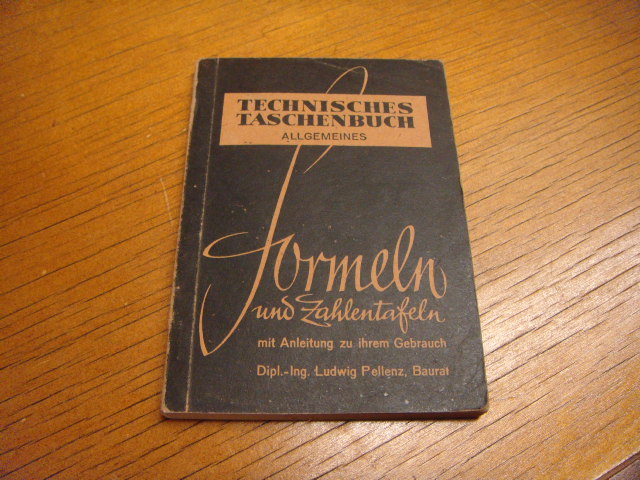 TECHNISCHES
TASCHENBUCH
ALLGEMEINES
Formeln
und Zahlentafeln
mit Anleitung zu ihrem Gebrauch
Dipl.-Ing. Ludwig Pellenz, Baurat